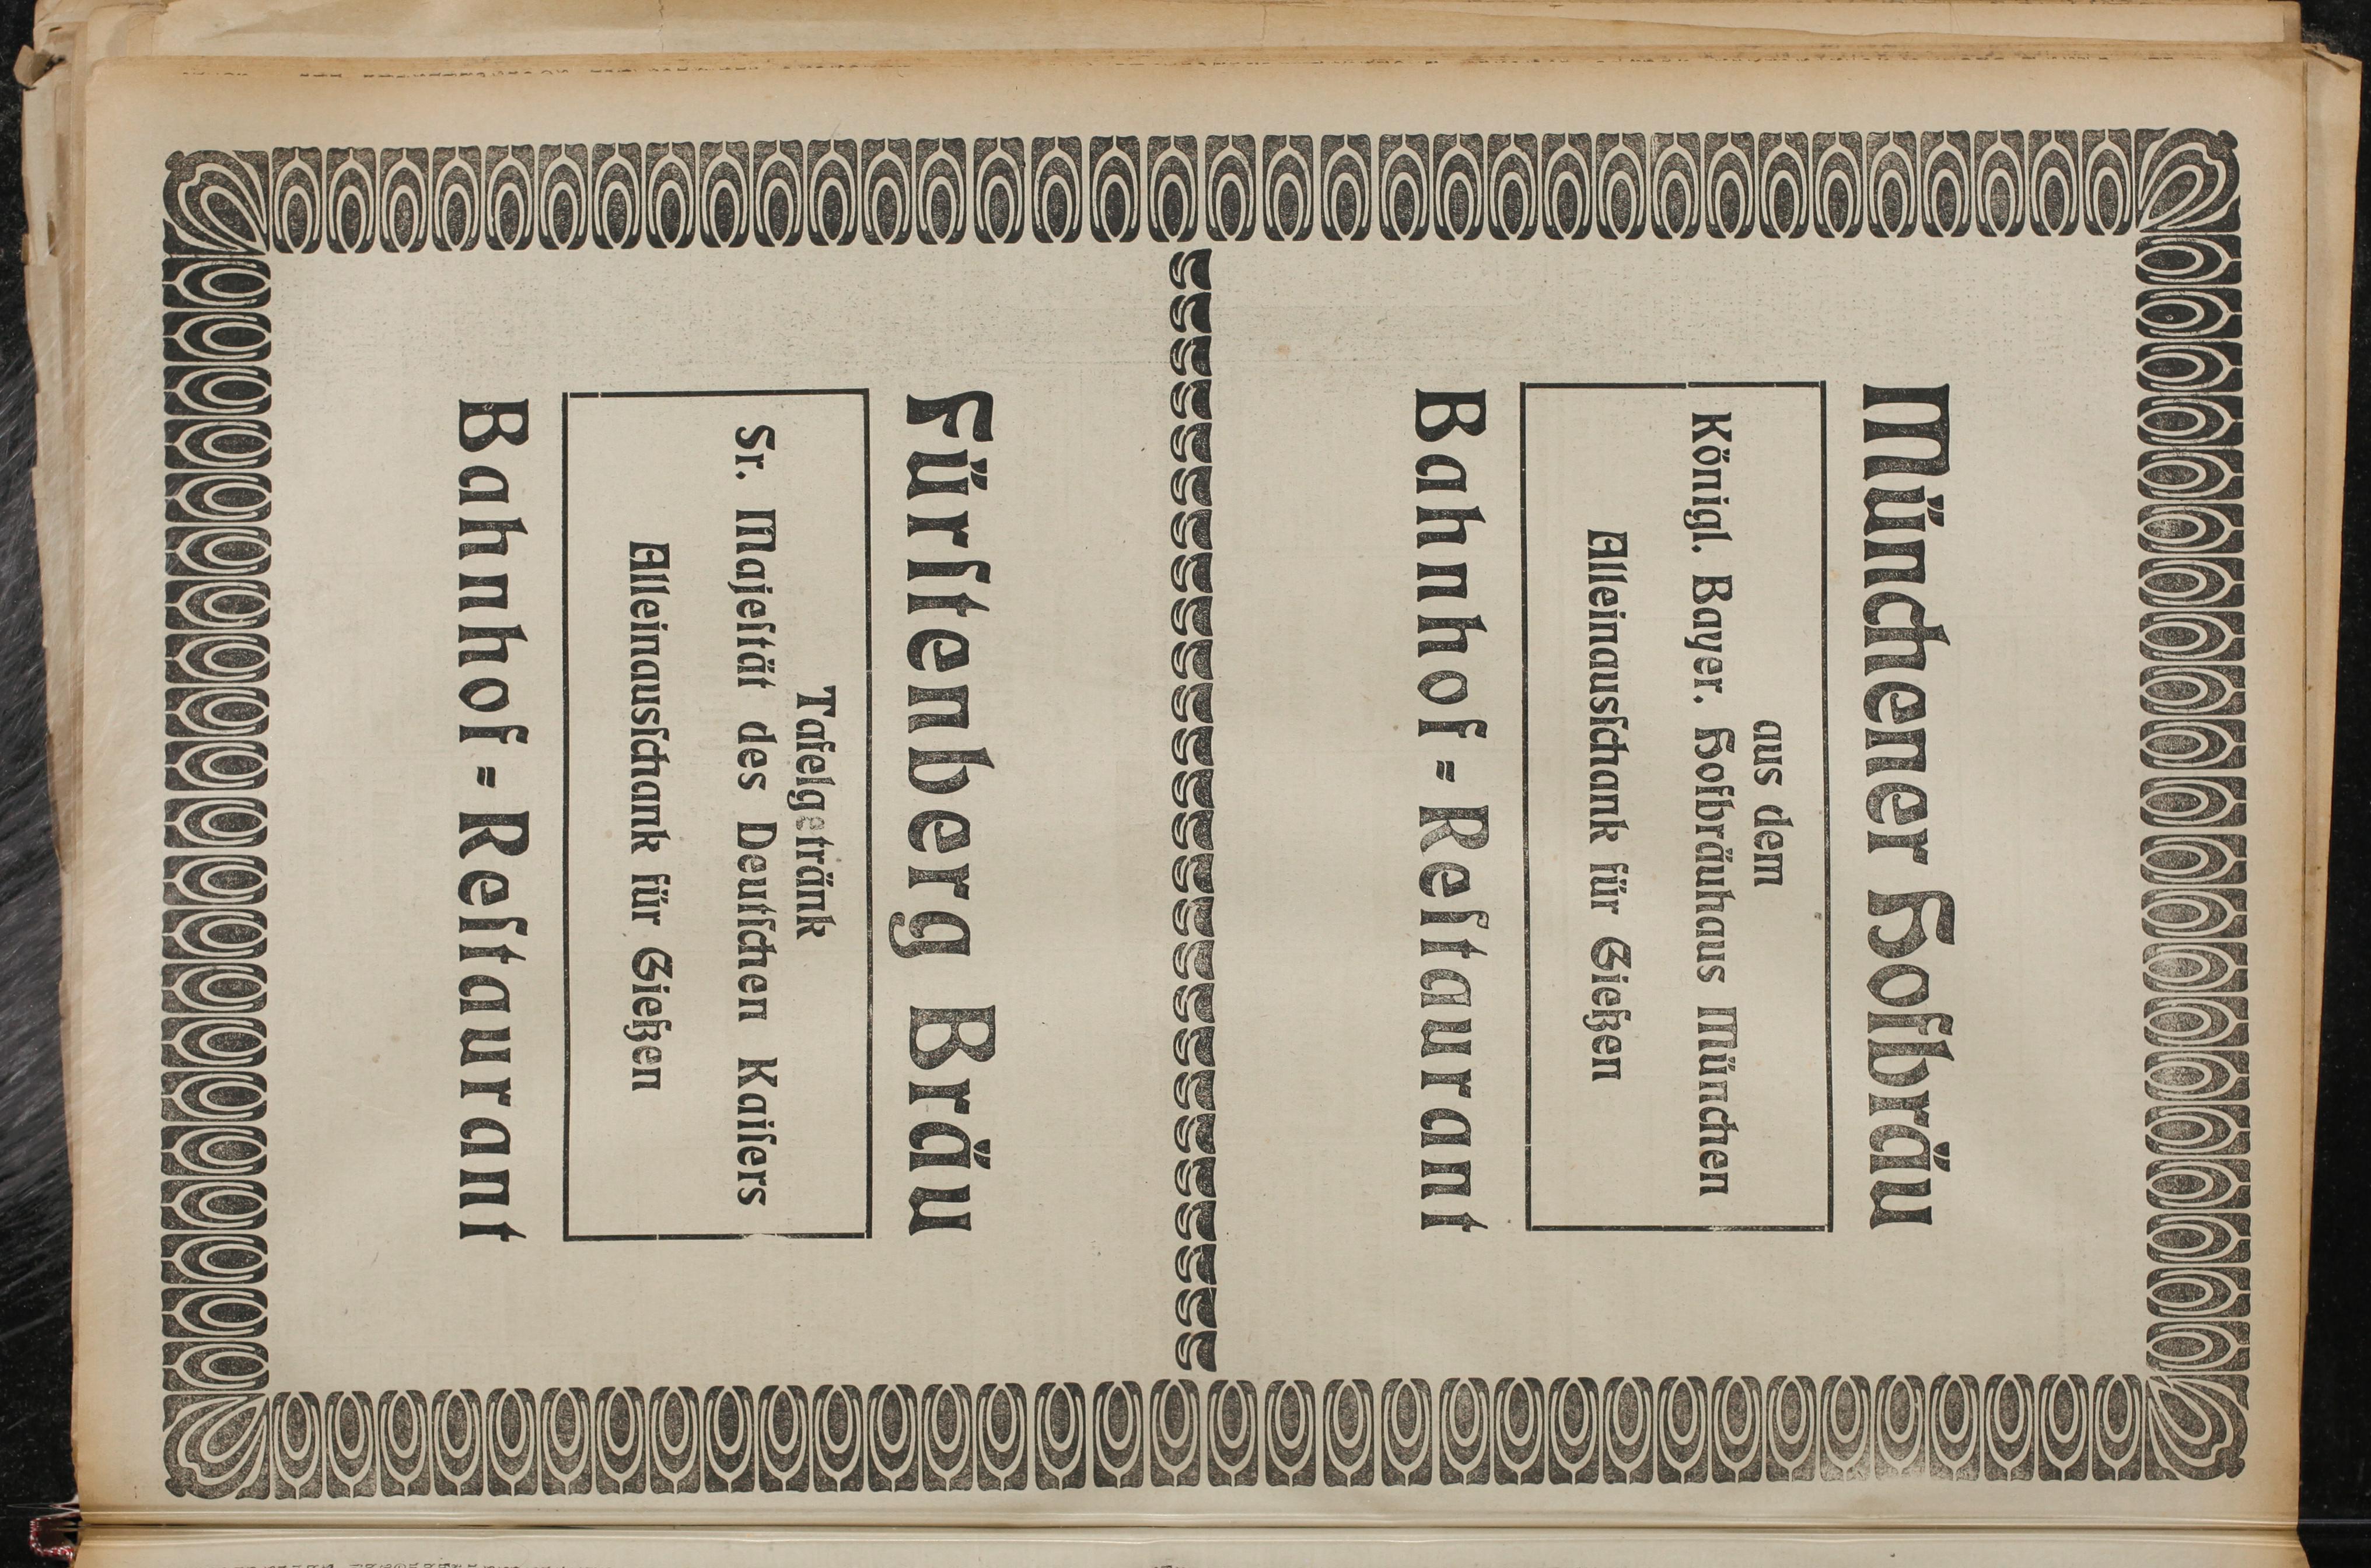 Münchener Hofbräu
aus dem
Königl. Bayer. Hofbräuhaus München
Alleinausſchank für Gießen
Bahnhof = Reſtaurant
Fürſtenberg Bräu
Tafelgetränk
Sr. Majeſtät des Deutſchen Kaiſers
Alleinausſchank für Gießen
Bahnhof = Reſtaurant